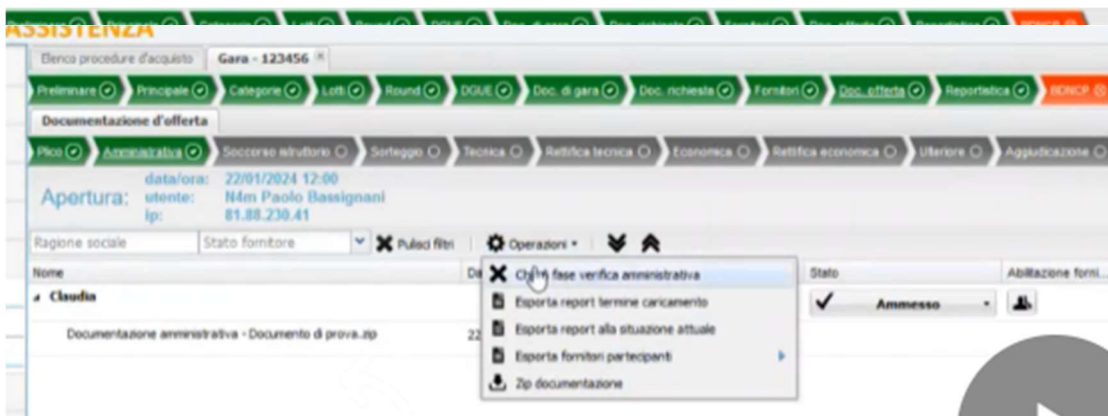 ASSISTENZA
Elenco procedure d'acquisto Gara - 123456
Preliminare Principale Categorie Lotti Round DGUE Doc. di gara Doc. richiesta Fornitori Doc. offerta Reportistica BDNCP
Documentazione d'offerta
Plico Amministrativa Soccorso istruttorio Sorteggio Tecnica Rettifica tecnica Economica Rettifica economica Ulteriore Aggiudicazione
data/ora: 22/01/2024 12:00
Apertura: utente: N4m Paolo Bassignani
ip: 81.88.230.41
Ragione sociale Stato fornitore Pulisci filtri Operazioni
Nome Stato Abilitazione forni...
Claudia Ammesso
fase verifica amministrativa
Esporta report termine caricamento
Documentazione amministrativa - Documento di prova.zip 22
Esporta report alla situazione attuale
Esporta fornitori partecipanti
Zip documentazione